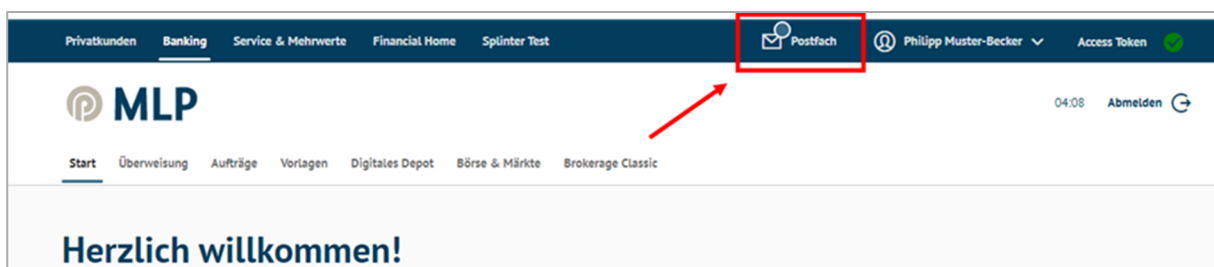 Privatkunden Banking Service & Mehrwerte Financial Home Splinter Test Postfach Philipp Muster-Becker Access Token
MLP
04:08 Abmelden
Start Überweisung Aufträge Vorlagen Digitales Depot Börse & Märkte Brokerage Classic
Herzlich willkommen!